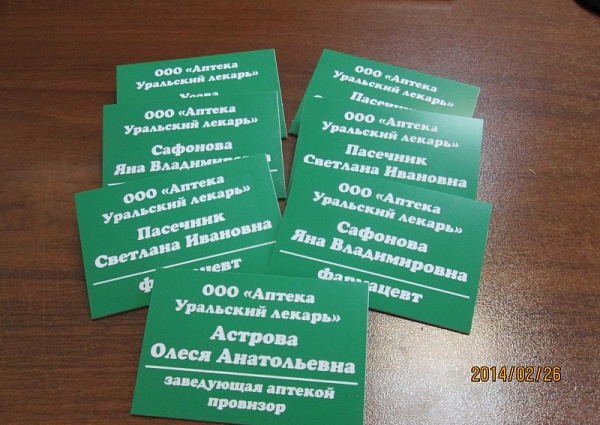 ООО «Аптека
Уральский лекарь»
ООО «Аптека
Уральский лекарь»
Пасечник
ООО «Аптека
Уральский лекарь»
Сафонова
Яна Владимировна
ООО «Аптека
Уральский лекарь»
Пасечник
Светлана Ивановна
ООО «Аптека
Уральский лекарь»
Пасечник
Светлана Ивановна
фармацевт
ООО «Аптека
Уральский лекарь»
Сафонова
Яна Владимировна
фармацевт
ООО «Аптека
Уральский лекарь»
Астрова
Олеся Анатольевна
заведующая аптекой
провизор
2014/02/26